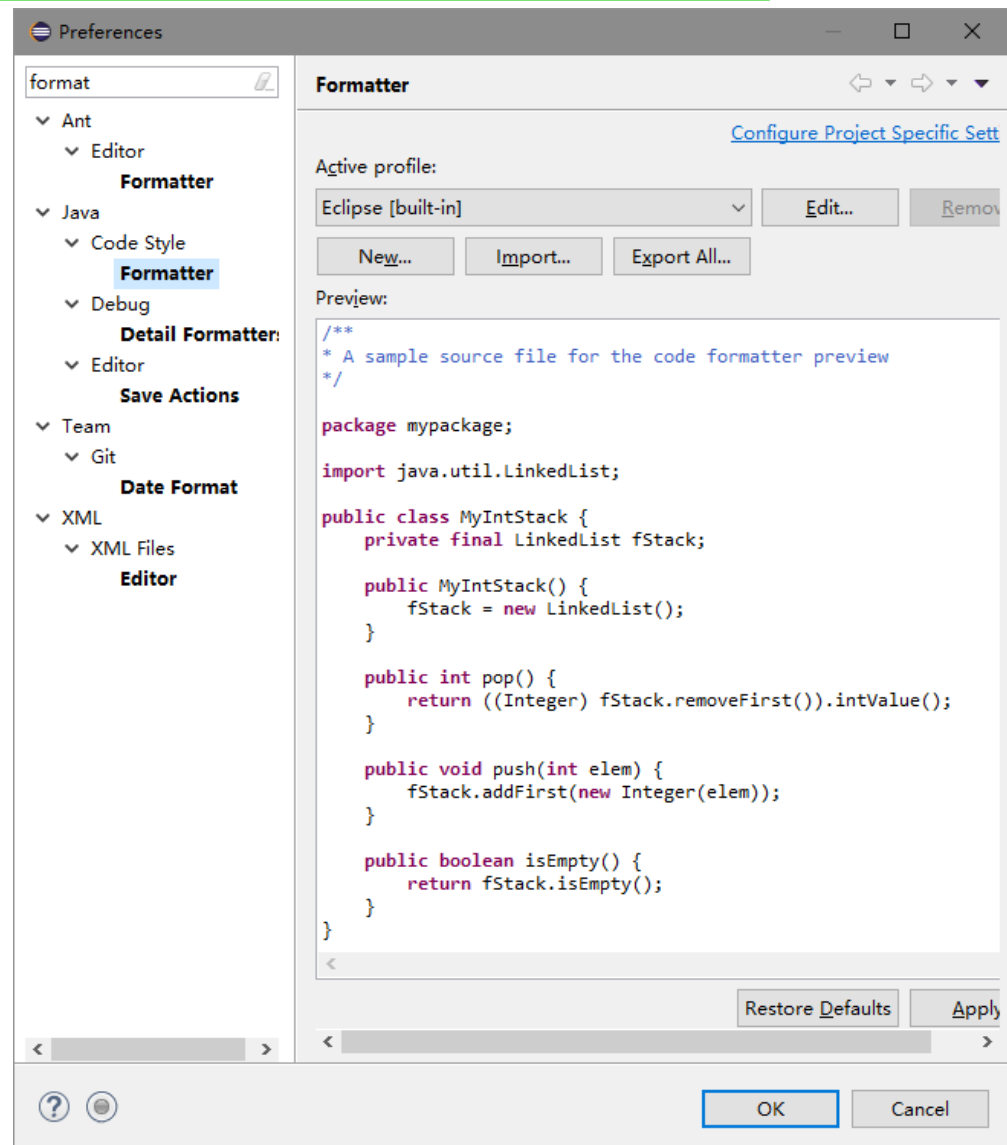 Preferences
format
Ant
Editor
Formatter
Java
Code Style
Formatter
Debug
Detail Formatter
Editor
Save Actions
Team
Git
Date Format
XML
XML Files
Editor
Formatter
Configure Project Specific Sett
Active profile:
Eclipse [built-in]
Edit...
Remov
New...
Import...
Export All...
Preview:
/**
* A sample source file for the code formatter preview
*/
package mypackage;
import java.util.LinkedList;
public class MyIntStack {
private final LinkedList fStack;
public MyIntStack() {
fStack = new LinkedList();
}
public int pop() {
return ((Integer) fStack.removeFirst()).intValue();
}
public void push(int elem) {
fStack.addFirst(new Integer(elem));
}
public boolean isEmpty() {
return fStack.isEmpty();
}
}
Restore Defaults
Apply
OK
Cancel